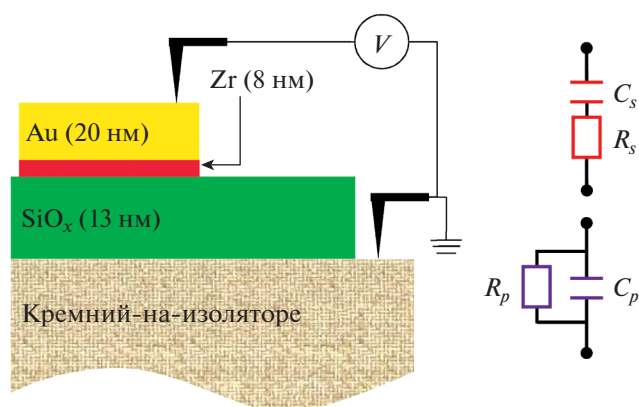 V
Zr (8 нм)
Au (20 нм)
SiOₓ (13 нм)
Кремний-на-изоляторе
Cₛ
Rₛ
Rₚ
Cₚ